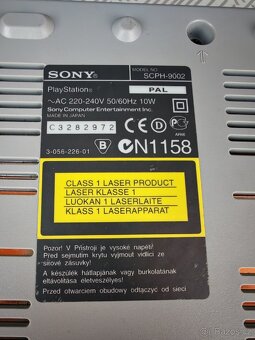 SONY
MODEL NO.
SCPH-9002
PlayStation
PAL
~AC 220-240V 50/60Hz 10W
Sony Computer Entertainment Inc.
MADE IN JAPAN
C3282972
CE
D
3-056-226-01
B
N1158
CLASS 1 LASER PRODUCT
LASER KLASSE 1
LUOKAN 1 LASERLAITE
KLASS 1 LASERAPPARAT
Pozor! V Přístroji je vysoké napětí!
Před sejmutím krytu vyjmout vidlici ze
síťové zásuvky!
A készülék hátlapjának vagy burkolatának
eltávolítása életveszélyes!
Před otwarciem obudowy odłączyć od sieci